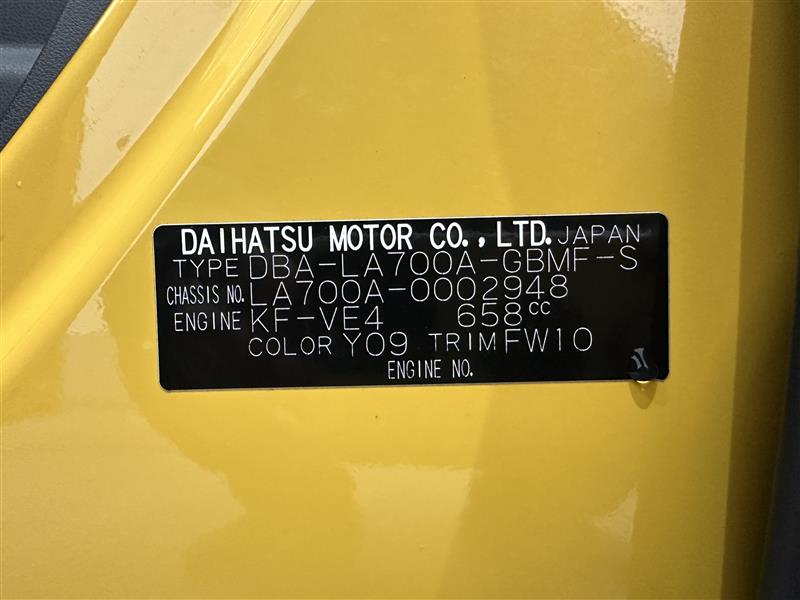 DAIHATSU MOTOR CO.,LTD. JAPAN
TYPE DBA-LA700A-GBMF-S
CHASSIS NO. LA700A-0002948
ENGINE KF-VE4 658CC
COLOR Y09 TRIM FW10
ENGINE NO.